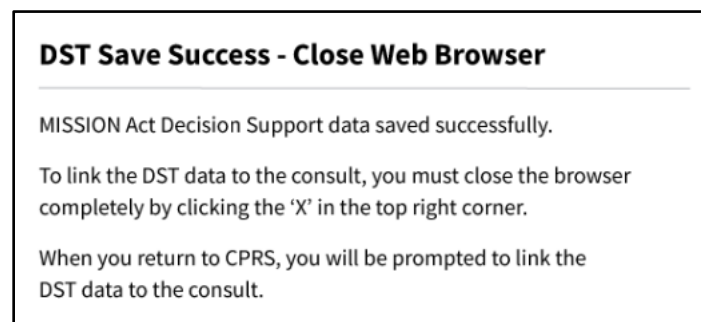 DST Save Success - Close Web Browser
MISSION Act Decision Support data saved successfully.
To link the DST data to the consult, you must close the browser
completely by clicking the ‘X’ in the top right corner.
When you return to CPRS, you will be prompted to link the
DST data to the consult.